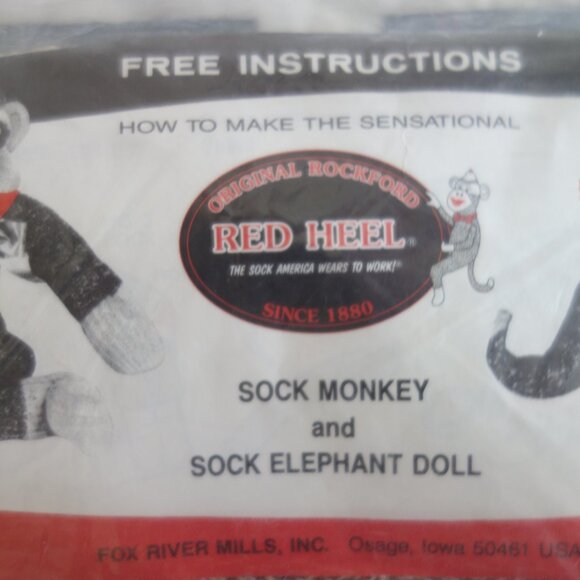 FREE INSTRUCTIONS
HOW TO MAKE THE SENSATIONAL
ORIGINAL ROCKFORD
RED HEEL®
THE SOCK AMERICA WEARS TO WORK!®
SINCE 1880
SOCK MONKEY
and
SOCK ELEPHANT DOLL
FOX RIVER MILLS, INC. Osage, Iowa 50461 USA